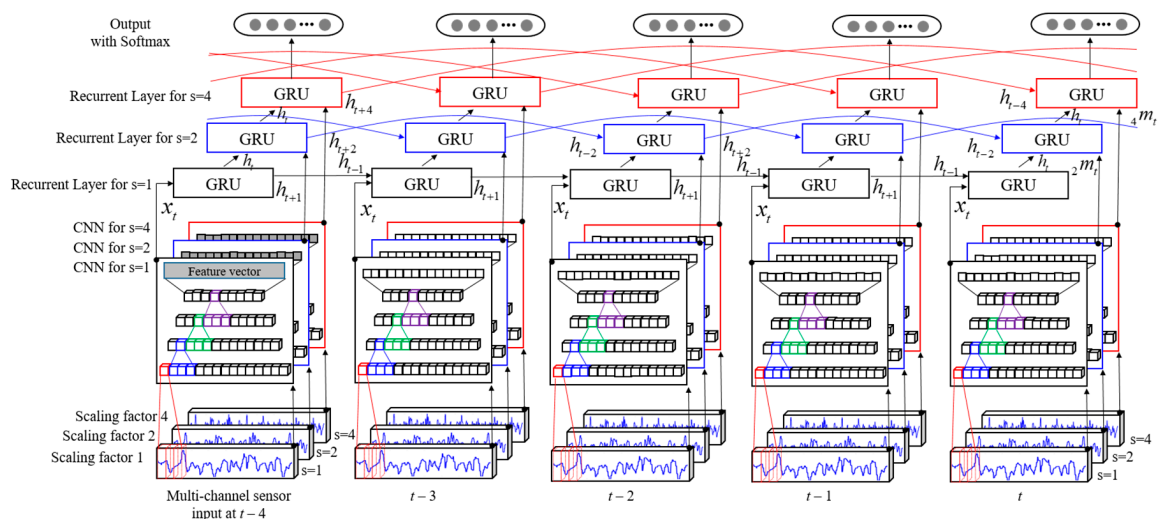 Output
with Softmax
Recurrent Layer for s=4
GRU
GRU
GRU
GRU
GRU
h_{t+4}
h_{t-4}
h_t
h_t
4 m_t
Recurrent Layer for s=2
GRU
GRU
GRU
GRU
GRU
h_{t+2}
h_{t-2}
h_{t+2}
h_{t-2}
h_t
h_t
2 m_t
Recurrent Layer for s=1
GRU
GRU
GRU
GRU
GRU
h_{t+1}
h_{t-1}
h_{t+1}
h_{t+1}
h_{t-1}
h_{t+1}
h_{t-1}
x_t
x_t
x_t
x_t
x_t
CNN for s=4
CNN for s=2
CNN for s=1
Feature vector
Scaling factor 4
Scaling factor 2
Scaling factor 1
s=4
s=2
s=1
s=4
s=2
s=1
Multi-channel sensor
input at t – 4
t – 3
t – 2
t – 1
t